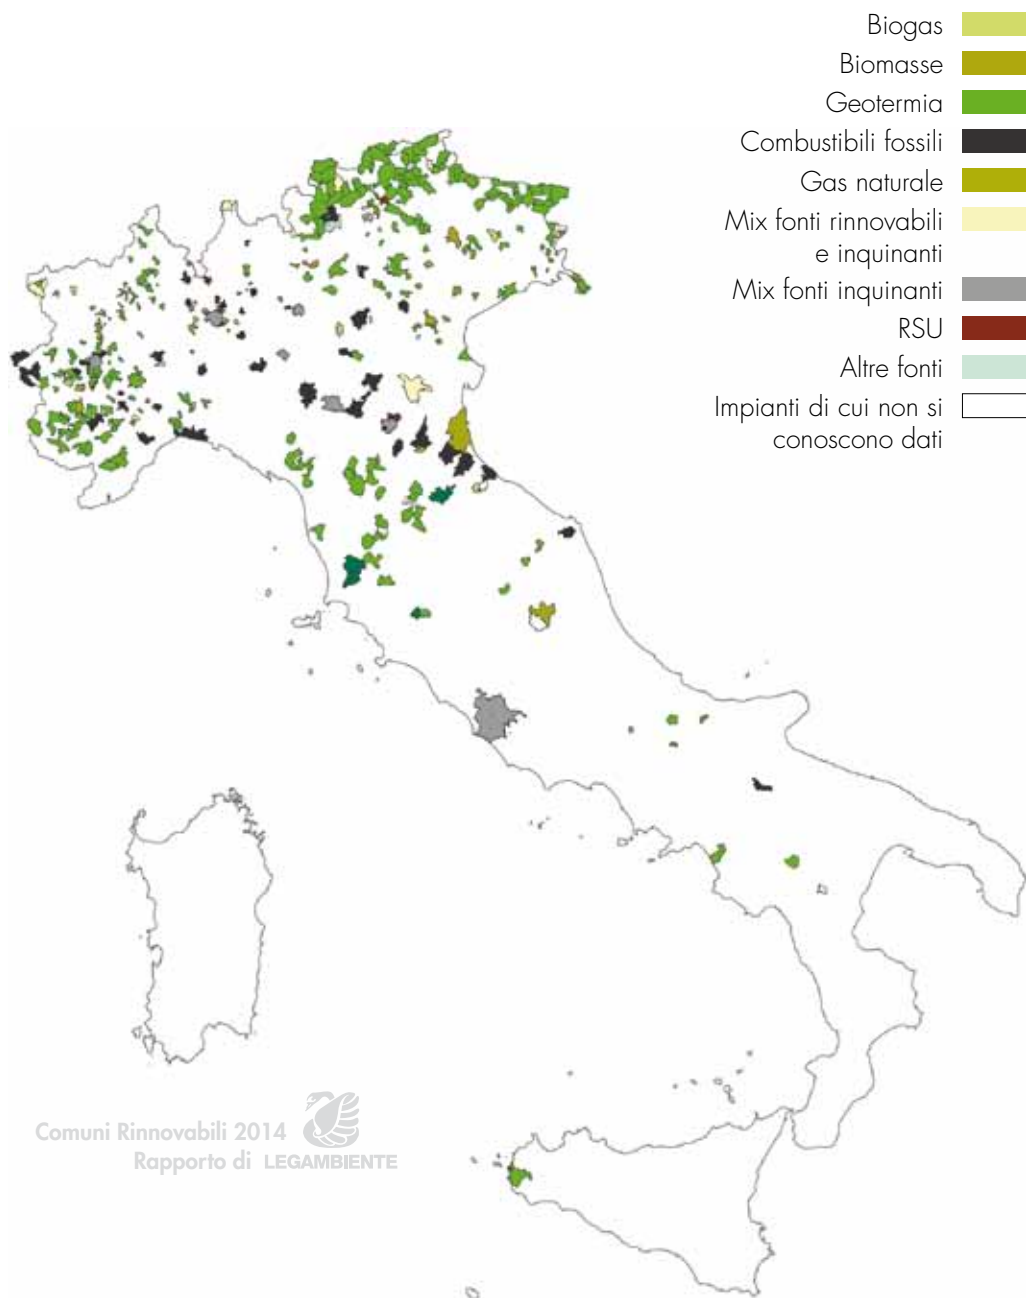 Biogas
Biomasse
Geotermia
Combustibili fossili
Gas naturale
Mix fonti rinnovabili
e inquinanti
Mix fonti inquinanti
RSU
Altre fonti
Impianti di cui non si
conoscono dati
Comuni Rinnovabili 2014
Rapporto di LEGAMBIENTE